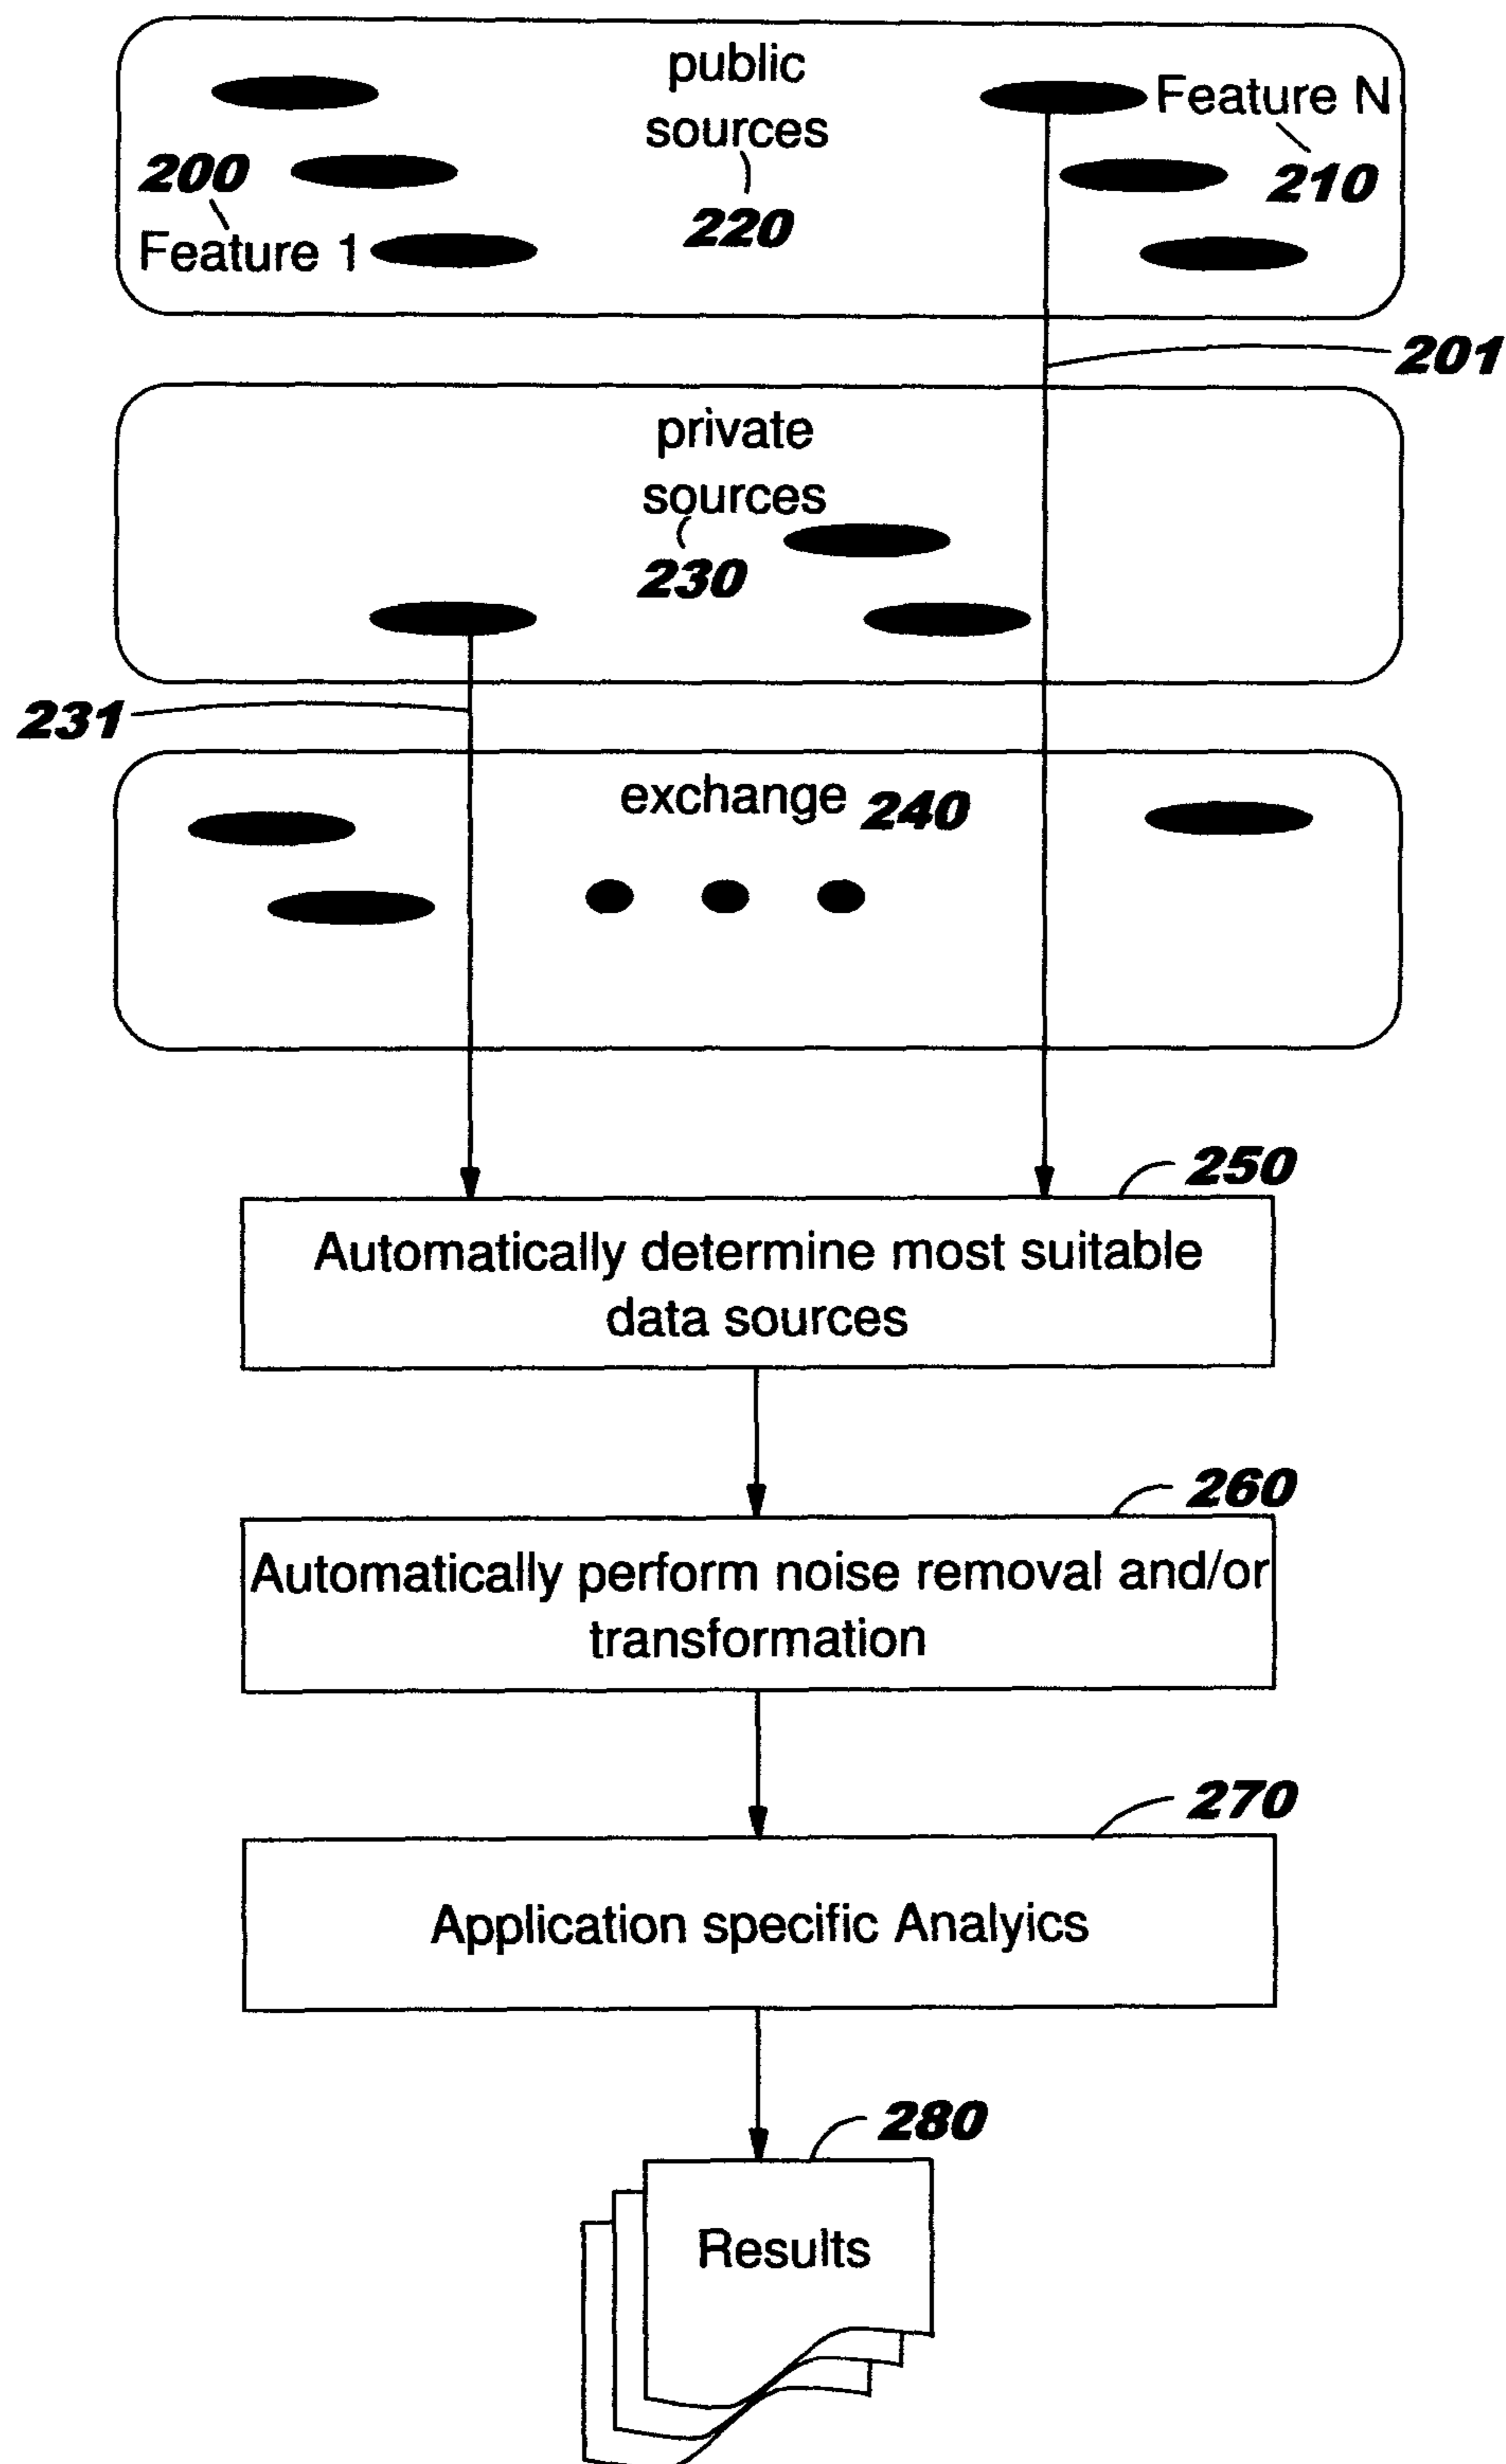 public
sources
220
Feature N
210
200
Feature 1
201
private
sources
230
231
exchange 240
250
Automatically determine most suitable
data sources
260
Automatically perform noise removal and/or
transformation
270
Application specific Analyics
280
Results